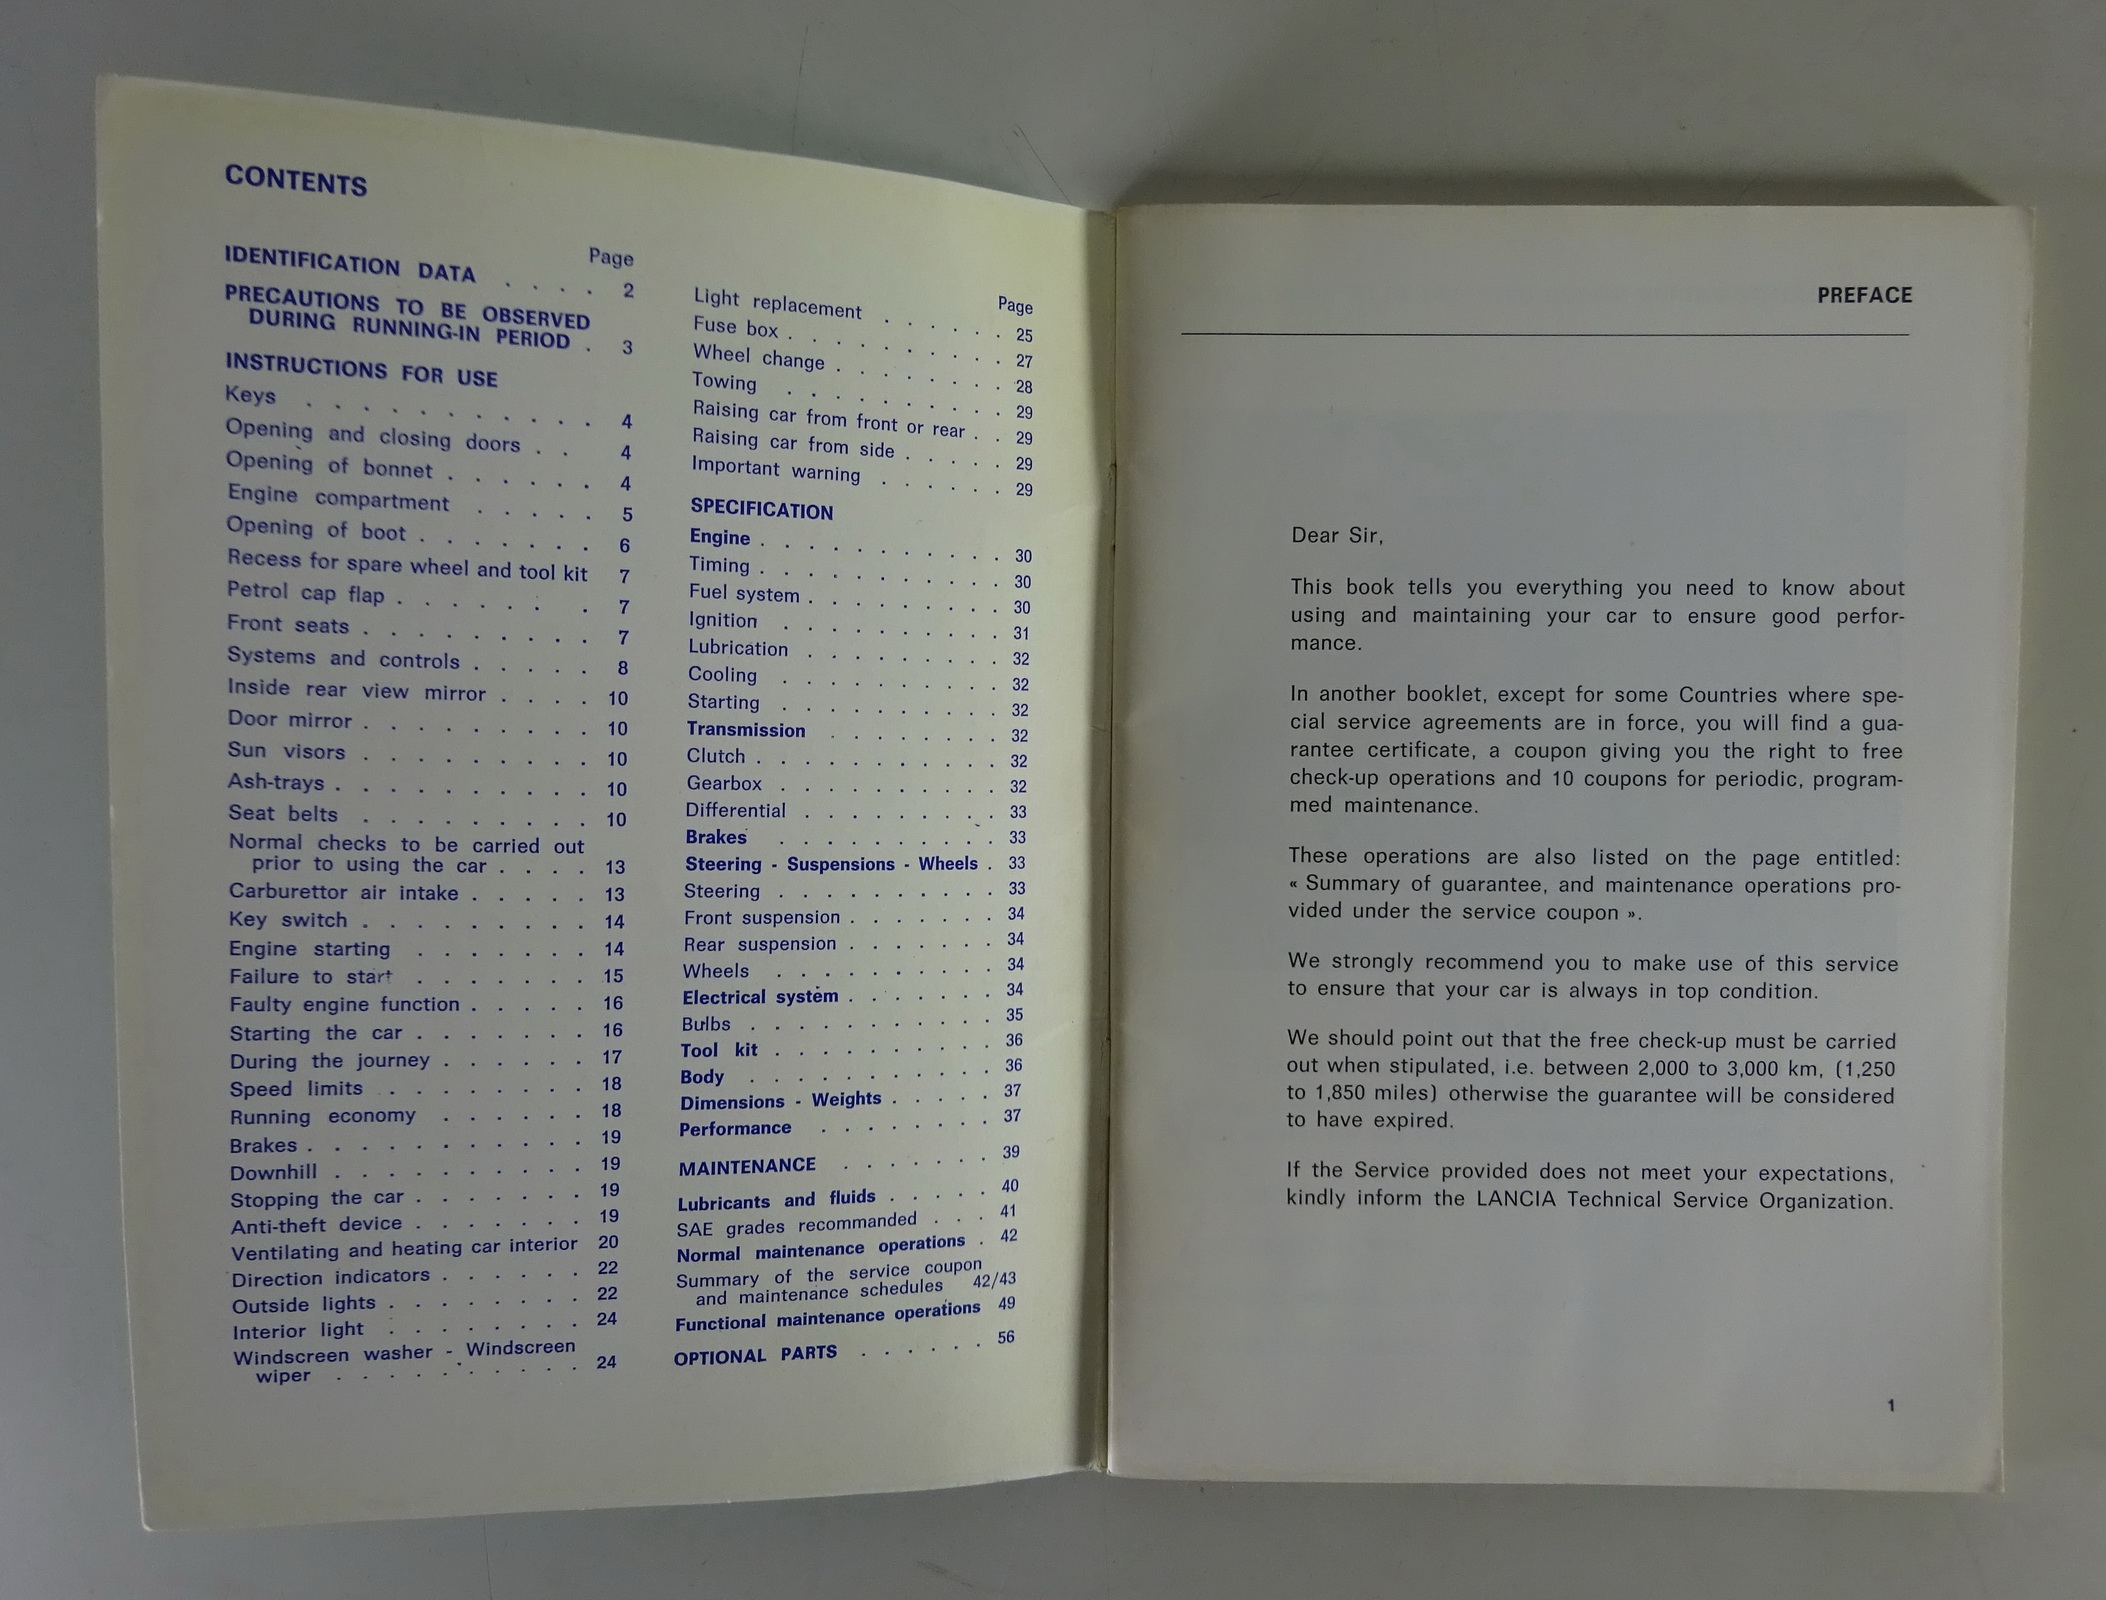 CONTENTS
Page
IDENTIFICATION DATA . . . . 2
PRECAUTIONS TO BE OBSERVED
DURING RUNNING-IN PERIOD . 3
INSTRUCTIONS FOR USE
Keys . . . . . . . . . . . 4
Opening and closing doors . . 4
Opening of bonnet . . . . . . 4
Engine compartment . . . . . 5
Opening of boot . . . . . . . 6
Recess for spare wheel and tool kit 7
Petrol cap flap . . . . . . . 7
Front seats . . . . . . . . . 7
Systems and controls . . . . . 8
Inside rear view mirror . . . . 10
Door mirror . . . . . . . . . 10
Sun visors . . . . . . . . . 10
Ash-trays . . . . . . . . . . 10
Seat belts . . . . . . . . . 10
Normal checks to be carried out
prior to using the car . . . . 13
Carburettor air intake . . . . . 13
Key switch . . . . . . . . . 14
Engine starting . . . . . . . 14
Failure to start . . . . . . . 15
Faulty engine function . . . . . 16
Starting the car . . . . . . . 16
During the journey . . . . . . 17
Speed limits . . . . . . . . 18
Running economy . . . . . . 18
Brakes . . . . . . . . . . . 19
Downhill . . . . . . . . . . 19
Stopping the car . . . . . . . 19
Anti-theft device . . . . . . . 19
Ventilating and heating car interior 20
Direction indicators . . . . . . 22
Outside lights . . . . . . . . 22
Interior light . . . . . . . . 24
Windscreen washer - Windscreen
wiper . . . . . . . . . . 24
Page
Light replacement . . . . . . 25
Fuse box . . . . . . . . . . 27
Wheel change . . . . . . . . 28
Towing . . . . . . . . . . 29
Raising car from front or rear . . 29
Raising car from side . . . . . 29
Important warning . . . . . . 29
SPECIFICATION
Engine . . . . . . . . . . . 30
Timing . . . . . . . . . . . 30
Fuel system . . . . . . . . . 30
Ignition . . . . . . . . . . 31
Lubrication . . . . . . . . . 32
Cooling . . . . . . . . . . 32
Starting . . . . . . . . . . 32
Transmission . . . . . . . . 32
Clutch . . . . . . . . . . . 32
Gearbox . . . . . . . . . . 32
Differential . . . . . . . . . 33
Brakes . . . . . . . . . . 33
Steering - Suspensions - Wheels . 33
Steering . . . . . . . . . . 33
Front suspension . . . . . . . 34
Rear suspension . . . . . . . 34
Wheels . . . . . . . . . . 34
Electrical system . . . . . . . 34
Bulbs . . . . . . . . . . . 35
Tool kit . . . . . . . . . . 36
Body . . . . . . . . . . . 36
Dimensions - Weights . . . . . 37
Performance . . . . . . . . 37
MAINTENANCE . . . . . . . 39
Lubricants and fluids . . . . . 40
SAE grades recommanded . . . 41
Normal maintenance operations . 42
Summary of the service coupon
and maintenance schedules 42/43
Functional maintenance operations 49
OPTIONAL PARTS . . . . . . 56
PREFACE
Dear Sir,
This book tells you everything you need to know about
using and maintaining your car to ensure good perfor-
mance.
In another booklet, except for some Countries where spe-
cial service agreements are in force, you will find a gua-
rantee certificate, a coupon giving you the right to free
check-up operations and 10 coupons for periodic, program-
med maintenance.
These operations are also listed on the page entitled:
« Summary of guarantee, and maintenance operations pro-
vided under the service coupon ».
We strongly recommend you to make use of this service
to ensure that your car is always in top condition.
We should point out that the free check-up must be carried
out when stipulated, i.e. between 2,000 to 3,000 km, (1,250
to 1,850 miles) otherwise the guarantee will be considered
to have expired.
If the Service provided does not meet your expectations,
kindly inform the LANCIA Technical Service Organization.
1